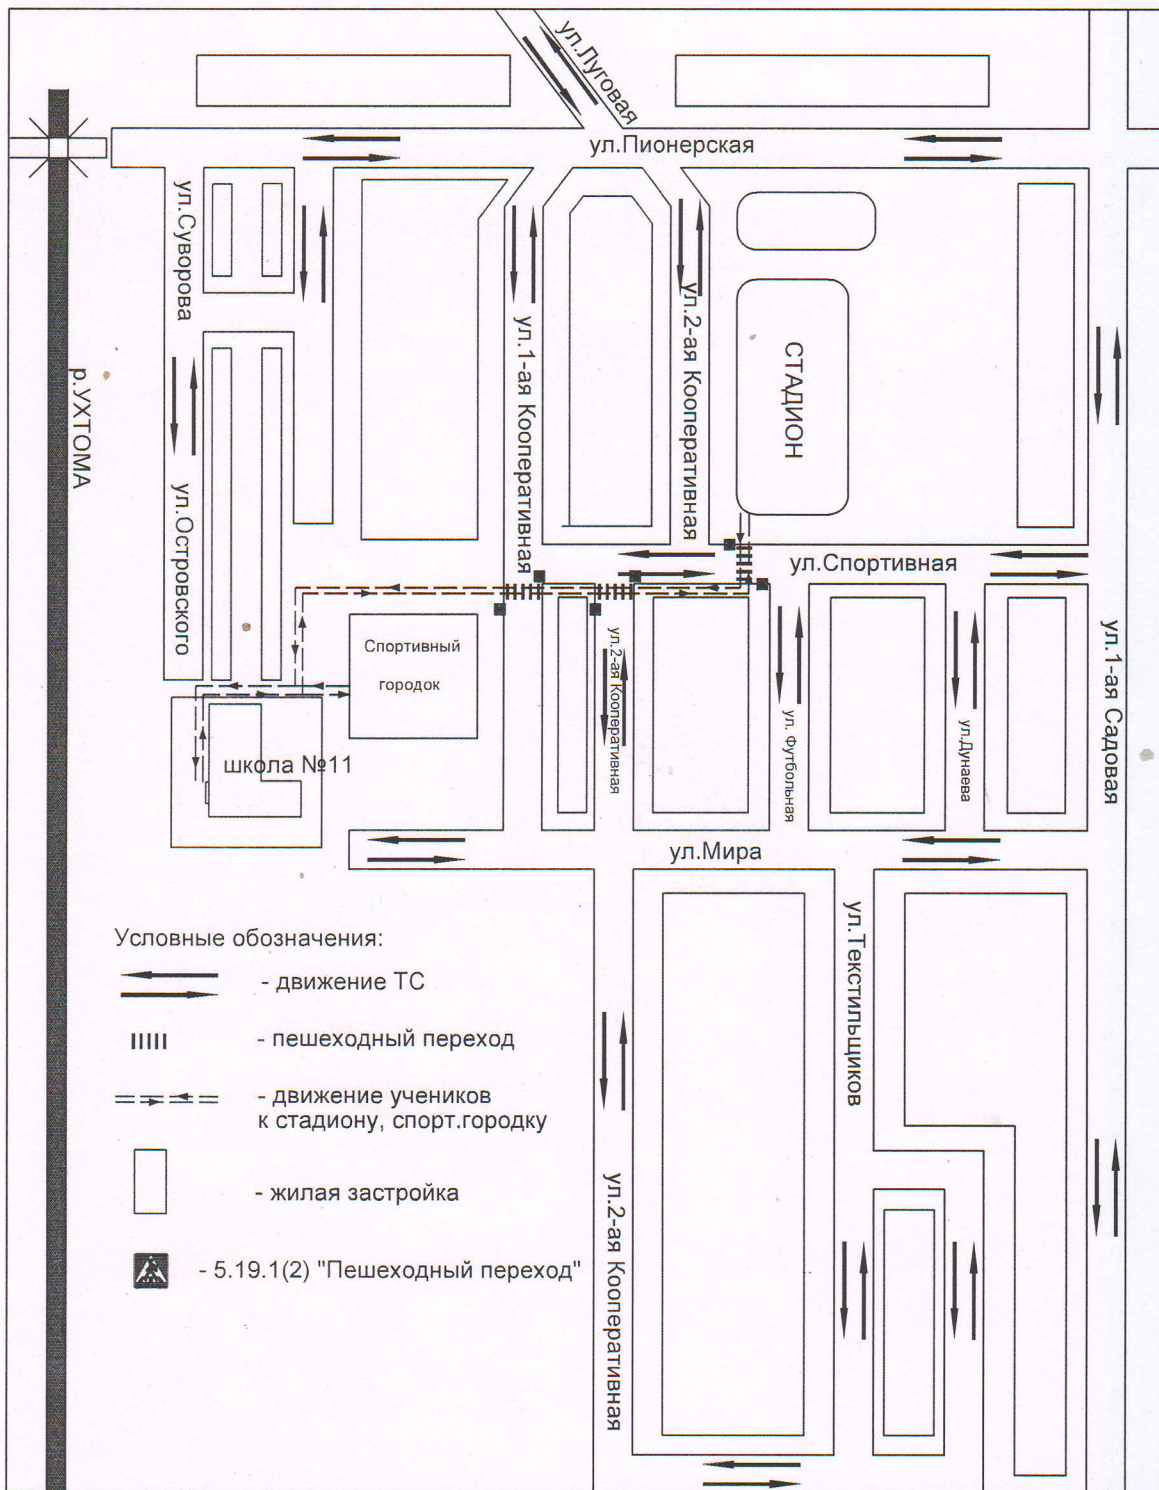 ул.Луговая
ул.Пионерская
ул.Суворова
р.УХТОМА
ул.1-ая Кооперативная
ул.2-ая Кооперативная
СТАДИОН
ул.Островского
ул.Спортивная
Спортивный
городок
ул.2-ая Кооперативная
ул. Футбольная
ул.Дунаева
ул.1-ая Садовая
школа №11
ул.Мира
ул.Текстильщиков
ул.2-ая Кооперативная
Условные обозначения:
- движение ТС
- пешеходный переход
- движение учеников
к стадиону, спорт.городку
- жилая застройка
- 5.19.1(2) "Пешеходный переход"